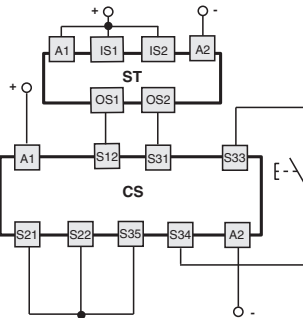 + -
A1 IS1 IS2 A2
ST
OS1 OS2
+
A1 S12 S31 S33
CS
S21 S22 S35 S34 A2
-